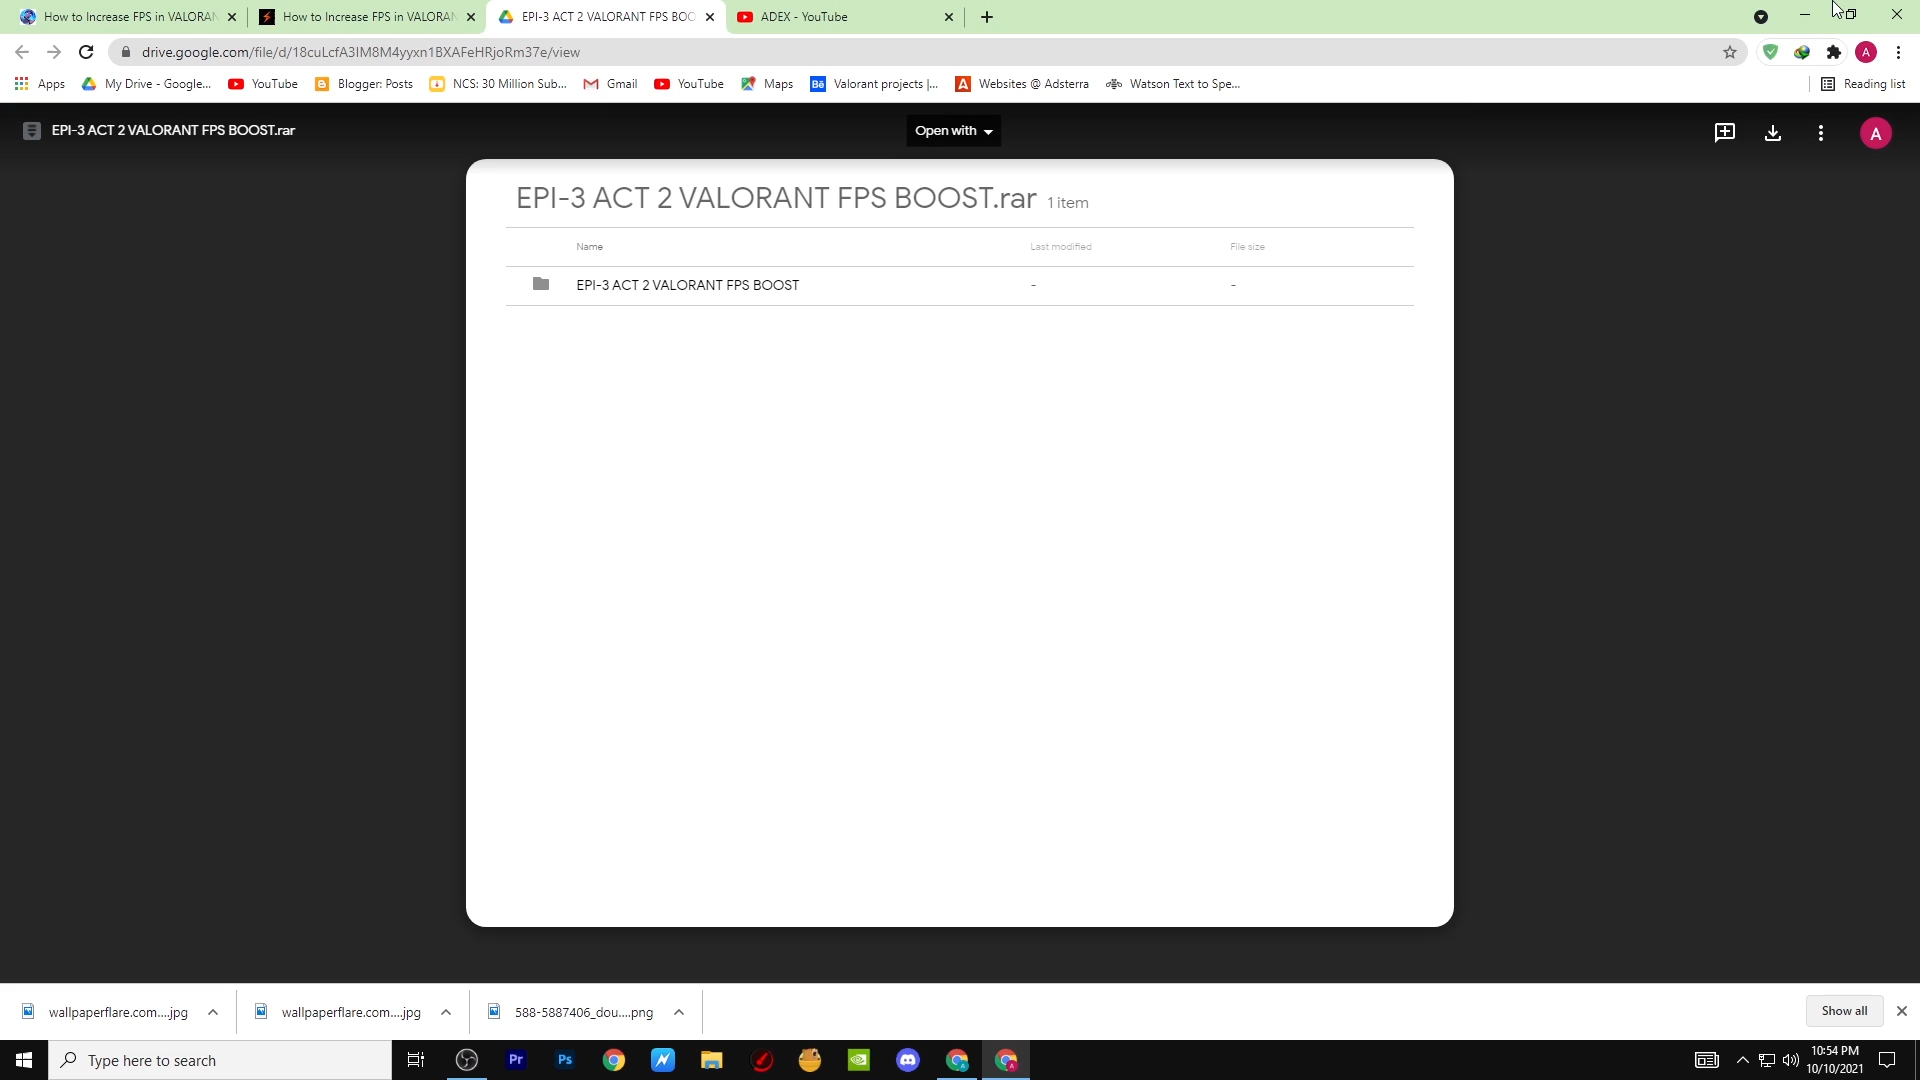 How to Increase FPS in VALORAN
How to Increase FPS in VALORAN
EPI-3 ACT 2 VALORANT FPS BOO
ADEX - YouTube
drive.google.com/file/d/18cuLcfA3IM8M4yyxn1BXAFeHRjoRm37e/view
Apps
My Drive - Google...
YouTube
Blogger: Posts
NCS: 30 Million Sub...
Gmail
YouTube
Maps
Bē Valorant projects |...
Websites @ Adsterra
Watson Text to Spe...
Reading list
A
EPI-3 ACT 2 VALORANT FPS BOOST.rar
Open with
A
EPI-3 ACT 2 VALORANT FPS BOOST.rar 1 item
Name Last modified File size
EPI-3 ACT 2 VALORANT FPS BOOST - -
wallpaperflare.com....jpg
wallpaperflare.com....jpg
588-5887406_dou....png
Show all
Type here to search
Pr
Ps
10:54 PM
10/10/2021